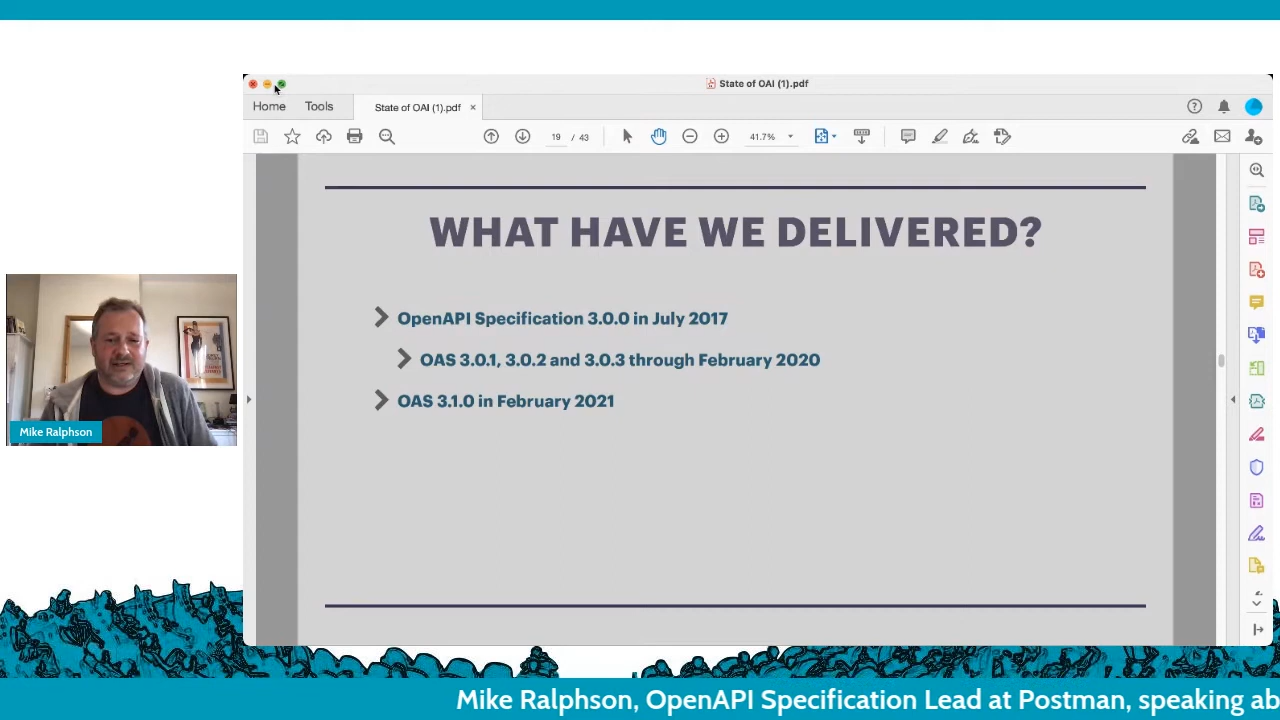 State of OAI (1).pdf
Home Tools State of OAI (1).pdf ×
19 / 43 41.7%
WHAT HAVE WE DELIVERED?
OpenAPI Specification 3.0.0 in July 2017
OAS 3.0.1, 3.0.2 and 3.0.3 through February 2020
OAS 3.1.0 in February 2021
Mike Ralphson
Mike Ralphson, OpenAPI Specification Lead at Postman, speaking ab